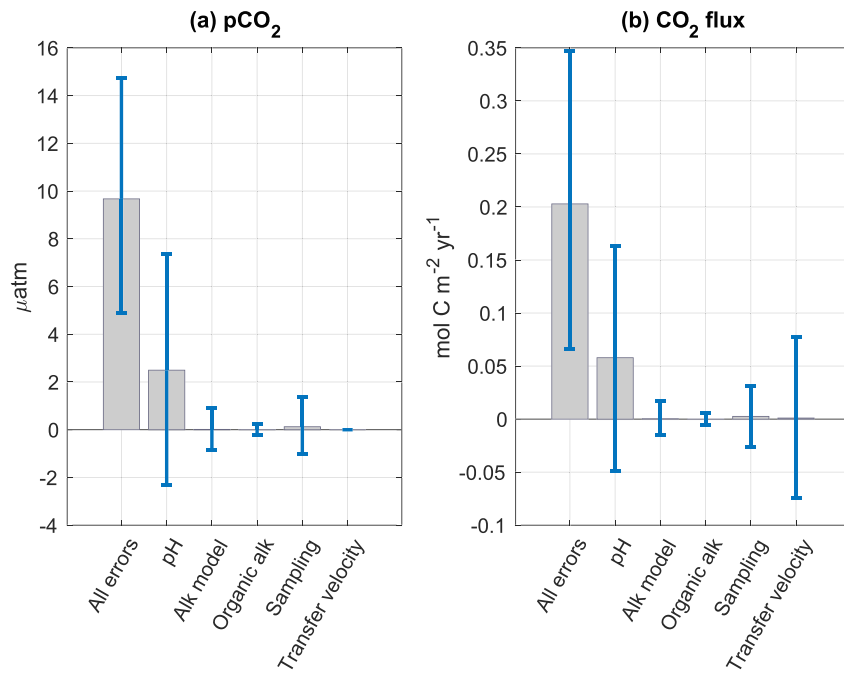 (a) pCO2
16
14
12
10
8
6
4
2
0
-2
-4
μatm
All errors
pH
Alk model
Organic alk
Sampling
Transfer velocity
(b) CO2 flux
0.35
0.3
0.25
0.2
0.15
0.1
0.05
0
-0.05
-0.1
mol C m-2 yr-1
All errors
pH
Alk model
Organic alk
Sampling
Transfer velocity